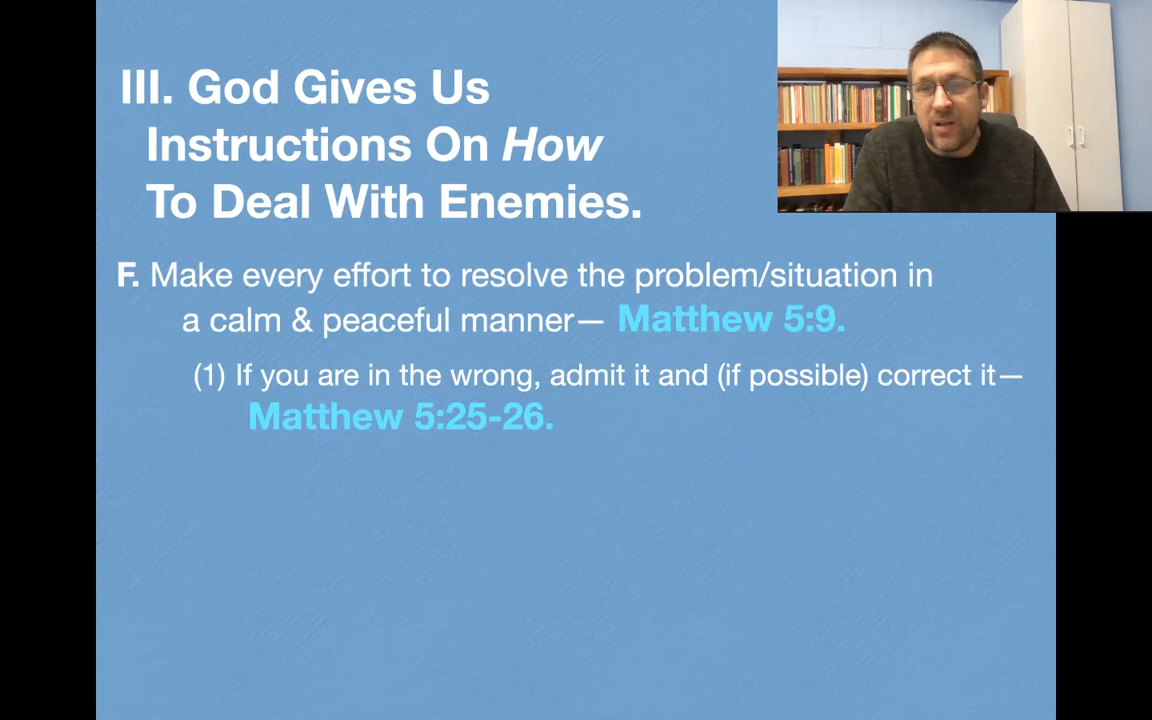 III. God Gives Us
Instructions On How
To Deal With Enemies.
F. Make every effort to resolve the problem/situation in
a calm & peaceful manner— Matthew 5:9.
(1) If you are in the wrong, admit it and (if possible) correct it—
Matthew 5:25-26.